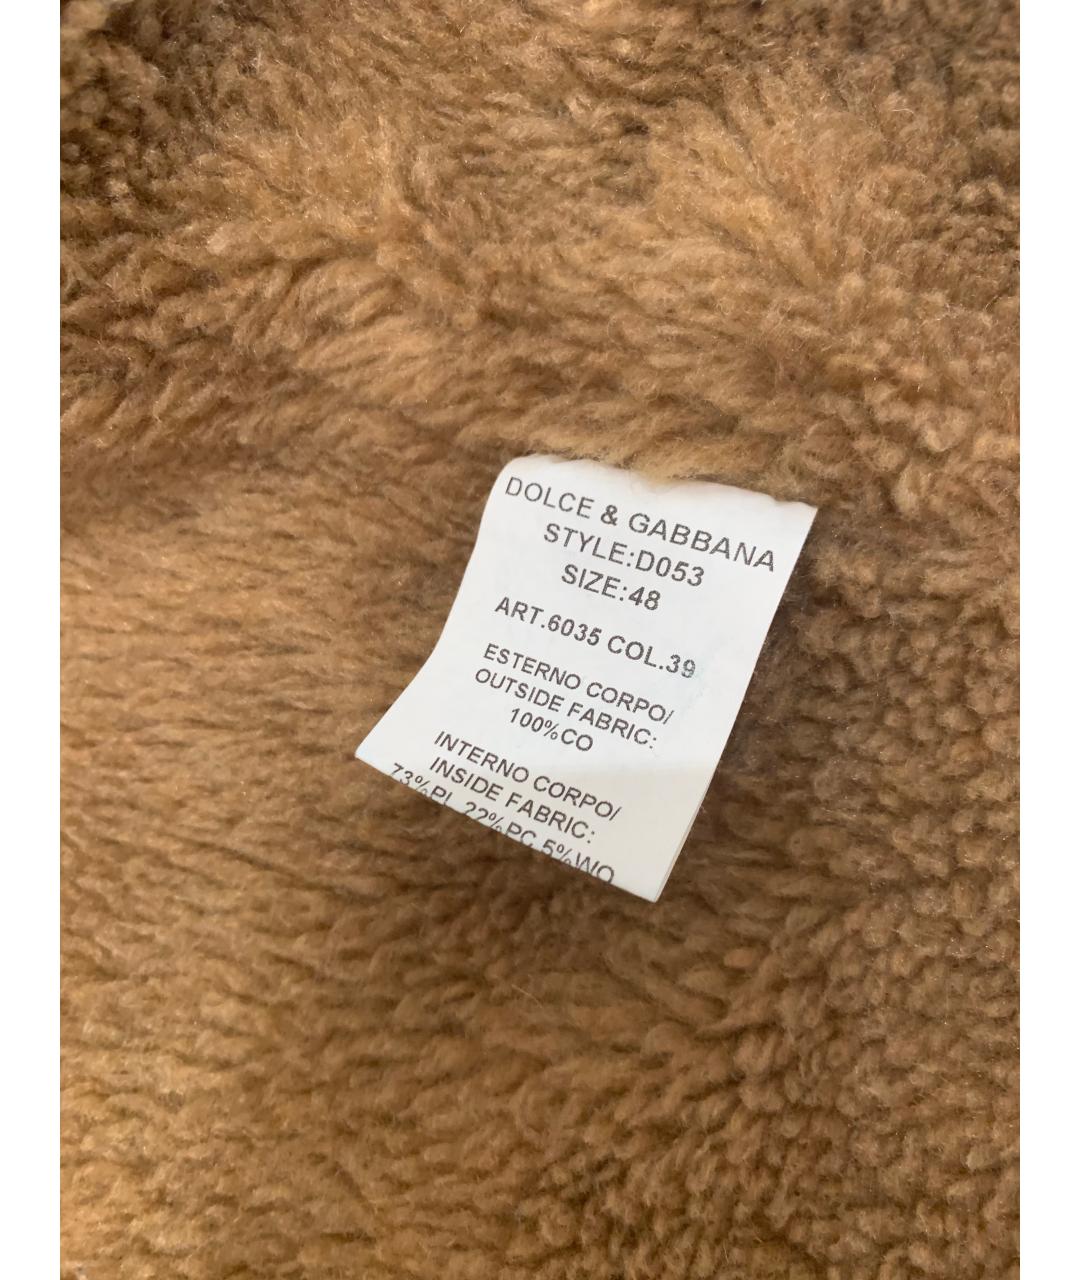 DOLCE & GABBANA
STYLE:D053
SIZE:48
ART.6035 COL.39
ESTERNO CORPO/
OUTSIDE FABRIC:
100%CO
INTERNO CORPO/
INSIDE FABRIC:
73%PL 22%PC 5%WO